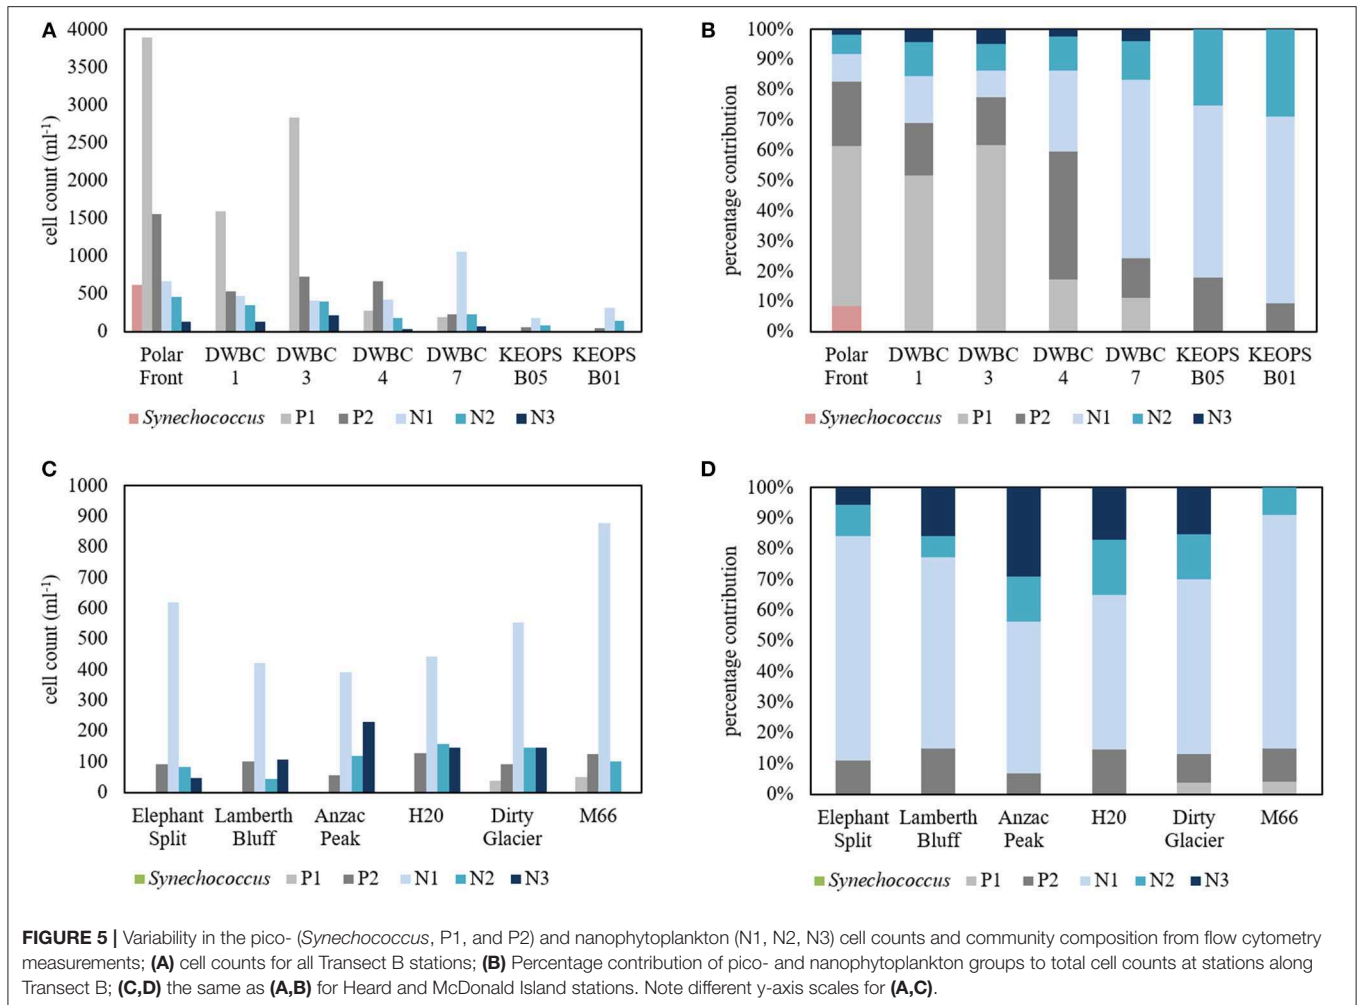 A
4000
3500
3000
2500
2000
1500
1000
500
0
cell count (ml-1)
Polar Front
DWBC 1
DWBC 3
DWBC 4
DWBC 7
KEOPS B05
KEOPS B01
Synechococcus P1 P2 N1 N2 N3
B
100%
90%
80%
70%
60%
50%
40%
30%
20%
10%
0%
percentage contribution
Polar Front
DWBC 1
DWBC 3
DWBC 4
DWBC 7
KEOPS B05
KEOPS B01
Synechococcus P1 P2 N1 N2 N3
C
1000
900
800
700
600
500
400
300
200
100
0
cell count (ml-1)
Elephant Split
Lamberth Bluff
Anzac Peak
H20
Dirty Glacier
M66
Synechococcus P1 P2 N1 N2 N3
D
100%
90%
80%
70%
60%
50%
40%
30%
20%
10%
0%
percentage contribution
Elephant Split
Lamberth Bluff
Anzac Peak
H20
Dirty Glacier
M66
Synechococcus P1 P2 N1 N2 N3
FIGURE 5 | Variability in the pico- (Synechococcus, P1, and P2) and nanophytoplankton (N1, N2, N3) cell counts and community composition from flow cytometry
measurements; (A) cell counts for all Transect B stations; (B) Percentage contribution of pico- and nanophytoplankton groups to total cell counts at stations along
Transect B; (C,D) the same as (A,B) for Heard and McDonald Island stations. Note different y-axis scales for (A,C).